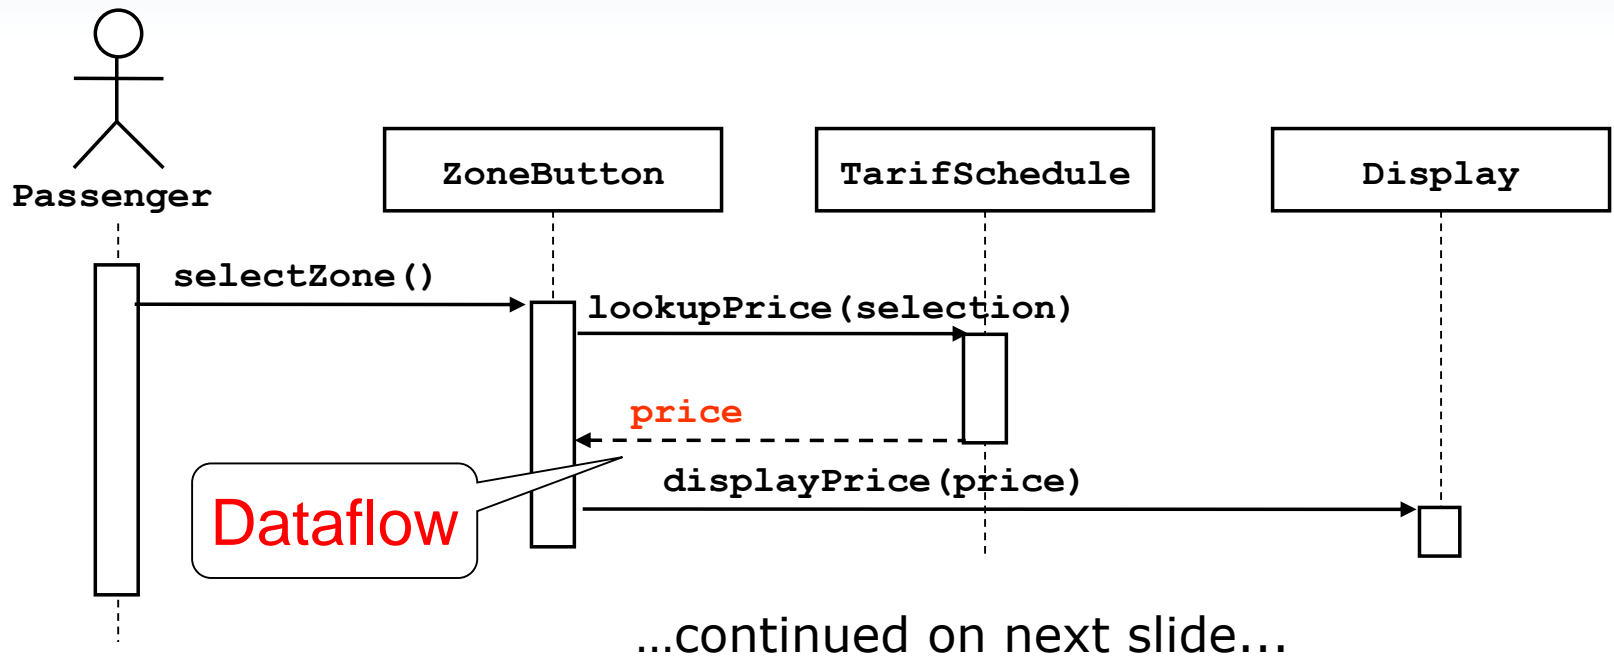 Passenger
ZoneButton
TarifSchedule
Display
selectZone()
lookupPrice(selection)
price
Dataflow
displayPrice(price)
…continued on next slide...